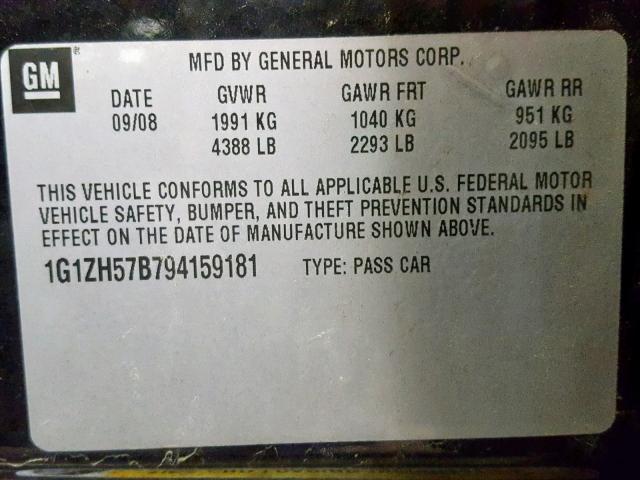 GM
MFD BY GENERAL MOTORS CORP.
DATE GVWR GAWR FRT GAWR RR
09/08 1991 KG 1040 KG 951 KG
4388 LB 2293 LB 2095 LB
THIS VEHICLE CONFORMS TO ALL APPLICABLE U.S. FEDERAL MOTOR
VEHICLE SAFETY, BUMPER, AND THEFT PREVENTION STANDARDS IN
EFFECT ON THE DATE OF MANUFACTURE SHOWN ABOVE.
1G1ZH57B794159181 TYPE: PASS CAR